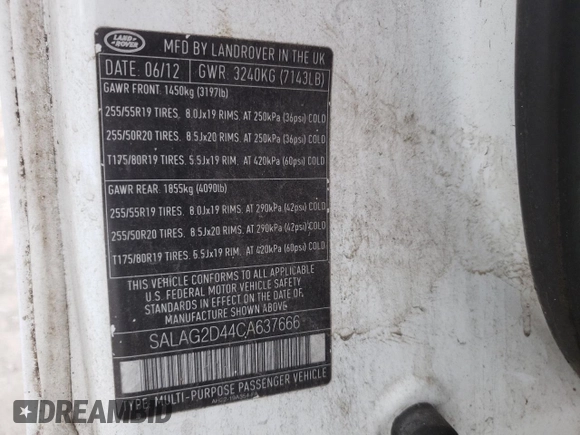 LAND ROVER
MFD BY LANDROVER IN THE UK
DATE: 06/12 GWR: 3240KG (7143LB)
GAWR FRONT: 1450kg (3197lb)
255/55R19 TIRES. 8.0Jx19 RIMS. AT 250kPa (36psi) COLD
255/50R20 TIRES. 8.5Jx20 RIMS. AT 250kPa (36psi) COLD
T175/80R19 TIRES. 5.5Jx19 RIM. AT 420kPa (60psi) COLD
GAWR REAR: 1855kg (4090lb)
255/55R19 TIRES. 8.0Jx19 RIMS. AT 290kPa (42psi) COLD
255/50R20 TIRES. 8.5Jx20 RIMS. AT 290kPa (42psi) COLD
T175/80R19 TIRES. 5.5Jx19 RIM. AT 420kPa (60psi) COLD
THIS VEHICLE CONFORMS TO ALL APPLICABLE
U.S. FEDERAL MOTOR VEHICLE SAFETY
STANDARDS IN EFFECT ON THE DATE OF
MANUFACTURE SHOWN ABOVE
SALAG2D44CA637666
TYPE: MULTI-PURPOSE PASSENGER VEHICLE
DREAMBID